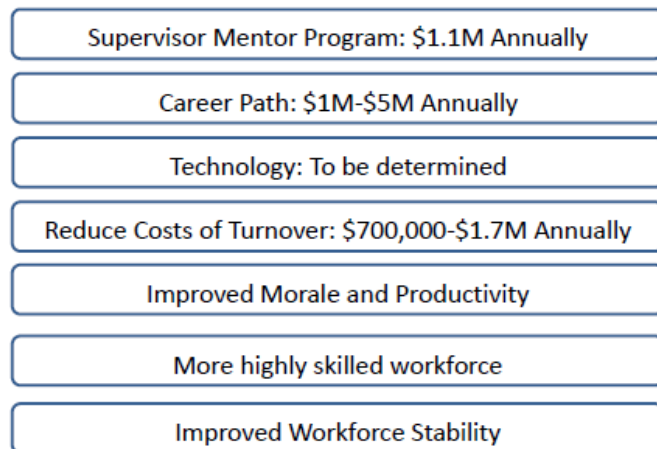 Supervisor Mentor Program: $1.1M Annually
Career Path: $1M-$5M Annually
Technology: To be determined
Reduce Costs of Turnover: $700,000-$1.7M Annually
Improved Morale and Productivity
More highly skilled workforce
Improved Workforce Stability